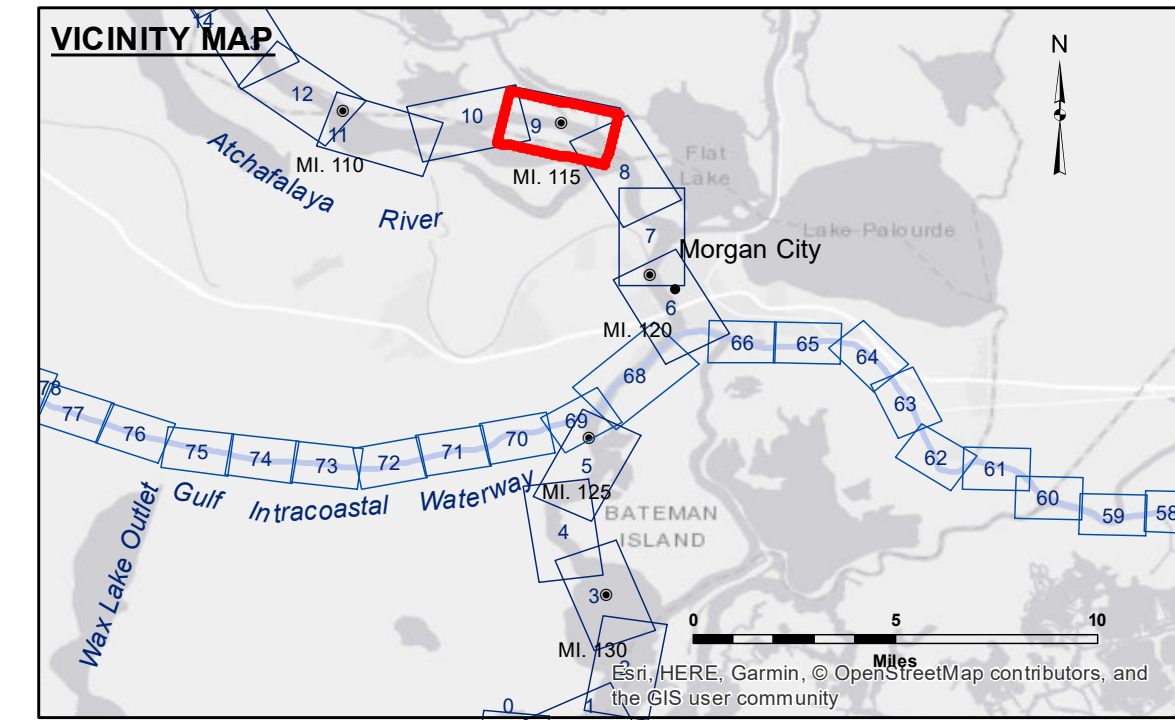 VICINITY MAP
N
14
12
11
MI. 110
10
9
MI. 115
8
Flat
Lake
Atchafalaya
River
7
Lake Palourde
Morgan City
6
MI. 120
66
65
64
63
62
61
60
59
58
68
69
78
77
76
75
74
73
72
71
70
5
MI. 125
Gulf Intracoastal Waterway
Wax Lake Outlet
BATEMAN
ISLAND
4
3
MI. 130
2
1
0
0
5
10
Miles
Esri, HERE, Garmin, © OpenStreetMap contributors, and
the GIS user community